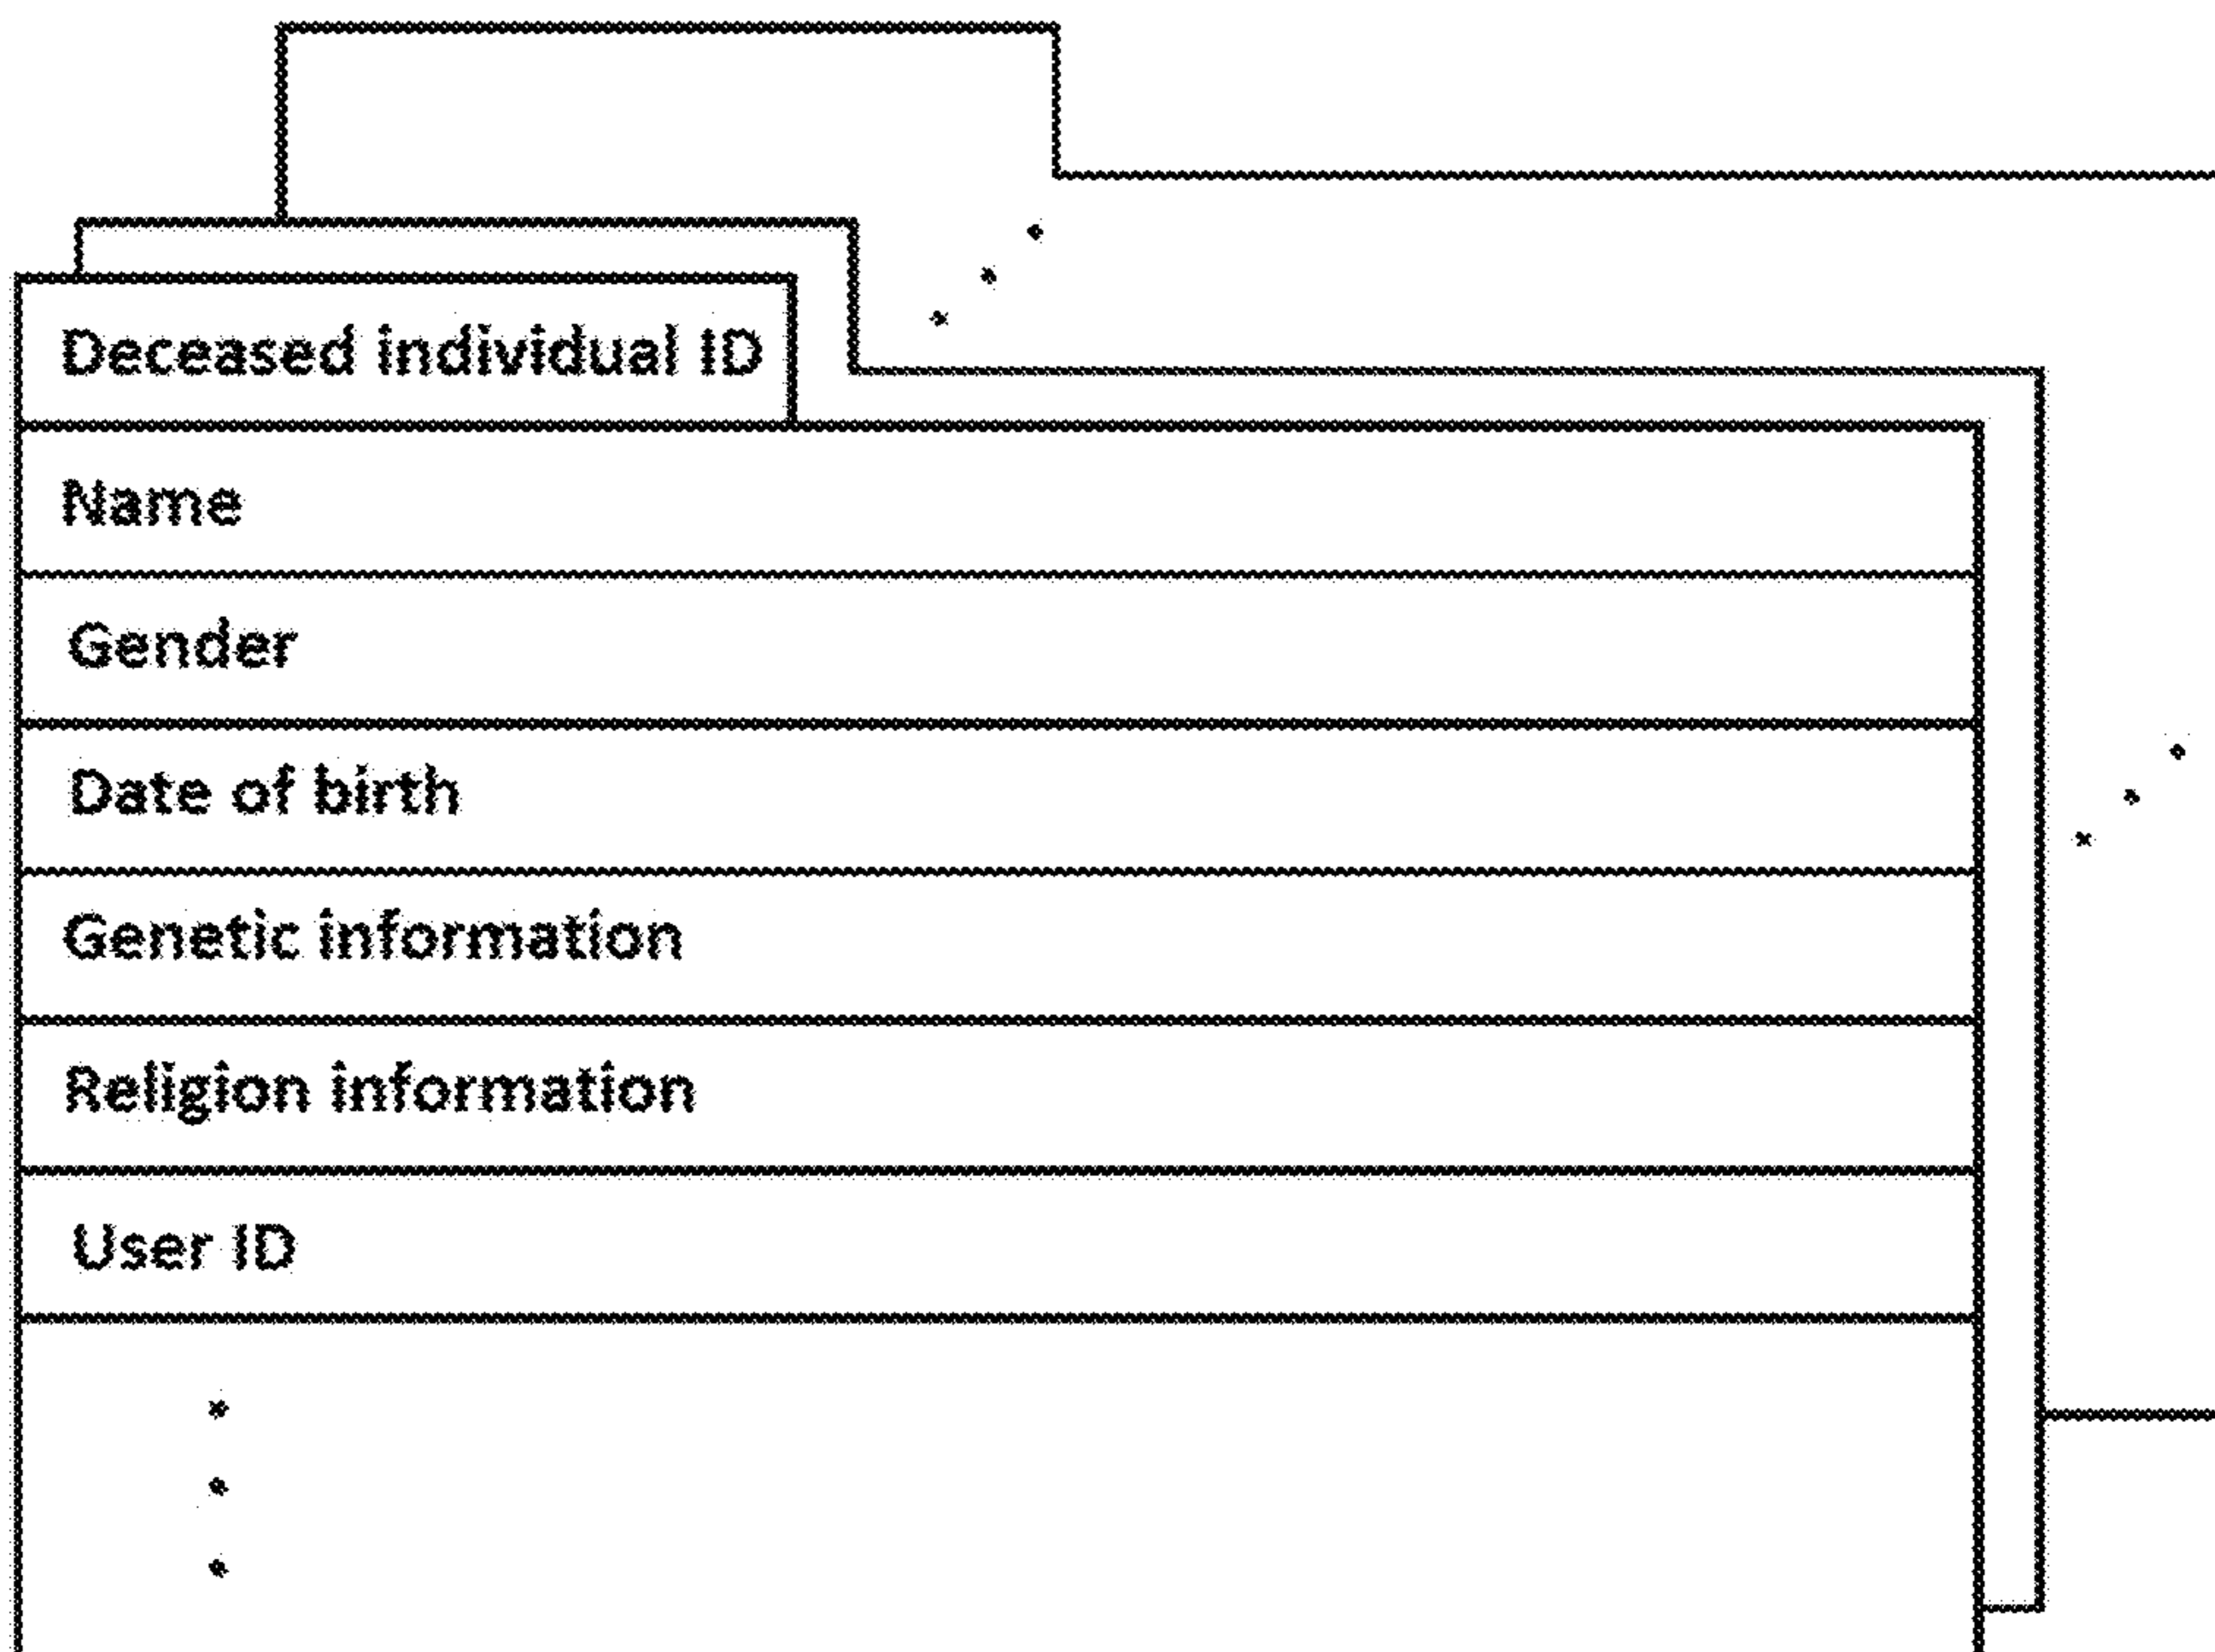 Deceased individual ID
Name
Gender
Date of birth
Genetic information
Religion information
User ID